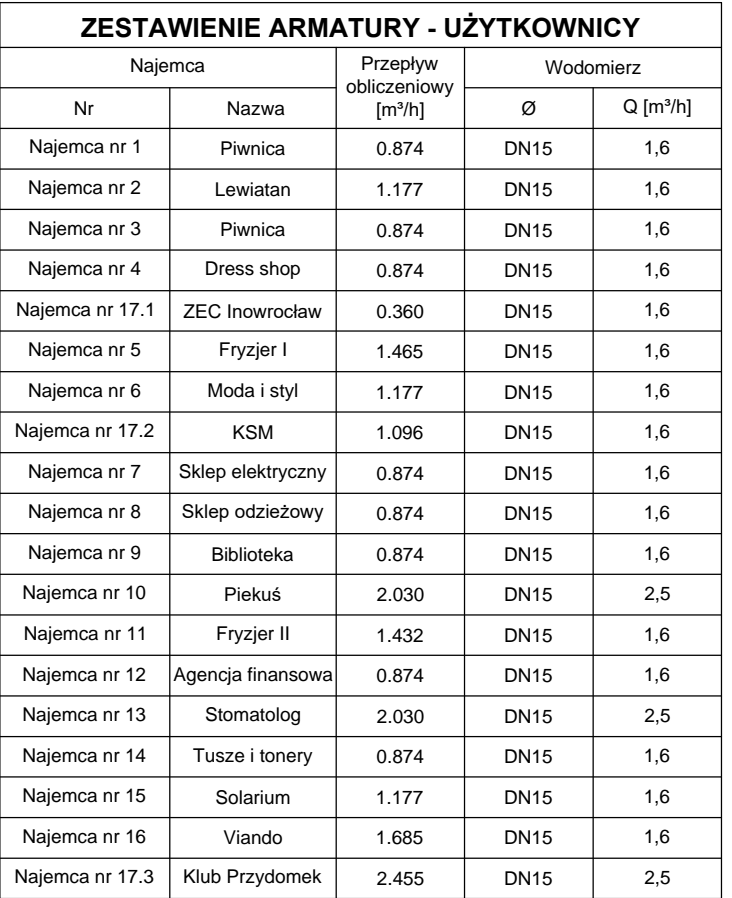 ZESTAWIENIE ARMATURY - UŻYTKOWNICY
Najemca Przepływ obliczeniowy [m³/h] Wodomierz
Nr Nazwa Ø Q [m³/h]
Najemca nr 1 Piwnica 0.874 DN15 1,6
Najemca nr 2 Lewiatan 1.177 DN15 1,6
Najemca nr 3 Piwnica 0.874 DN15 1,6
Najemca nr 4 Dress shop 0.874 DN15 1,6
Najemca nr 17.1 ZEC Inowrocław 0.360 DN15 1,6
Najemca nr 5 Fryzjer I 1.465 DN15 1,6
Najemca nr 6 Moda i styl 1.177 DN15 1,6
Najemca nr 17.2 KSM 1.096 DN15 1,6
Najemca nr 7 Sklep elektryczny 0.874 DN15 1,6
Najemca nr 8 Sklep odzieżowy 0.874 DN15 1,6
Najemca nr 9 Biblioteka 0.874 DN15 1,6
Najemca nr 10 Piekuś 2.030 DN15 2,5
Najemca nr 11 Fryzjer II 1.432 DN15 1,6
Najemca nr 12 Agencja finansowa 0.874 DN15 1,6
Najemca nr 13 Stomatolog 2.030 DN15 2,5
Najemca nr 14 Tusze i tonery 0.874 DN15 1,6
Najemca nr 15 Solarium 1.177 DN15 1,6
Najemca nr 16 Viando 1.685 DN15 1,6
Najemca nr 17.3 Klub Przydomek 2.455 DN15 2,5